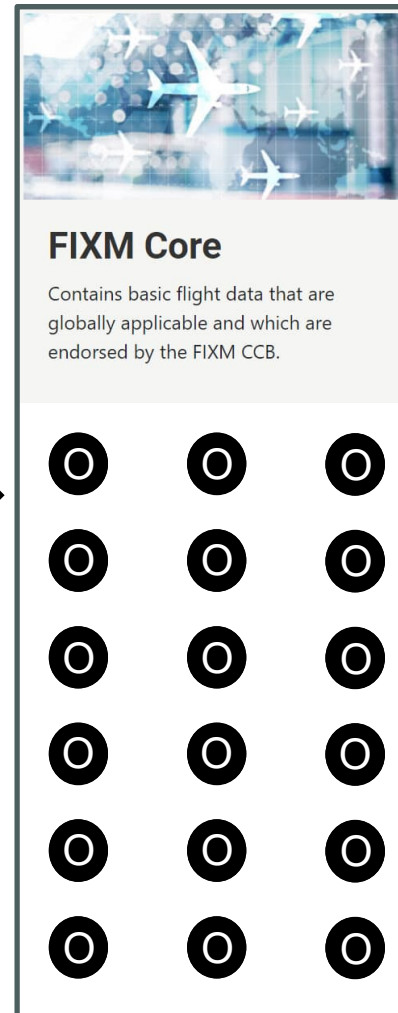 FIXM Core
Contains basic flight data that are
globally applicable and which are
endorsed by the FIXM CCB.
O O O
O O O
O O O
O O O
O O O
O O O